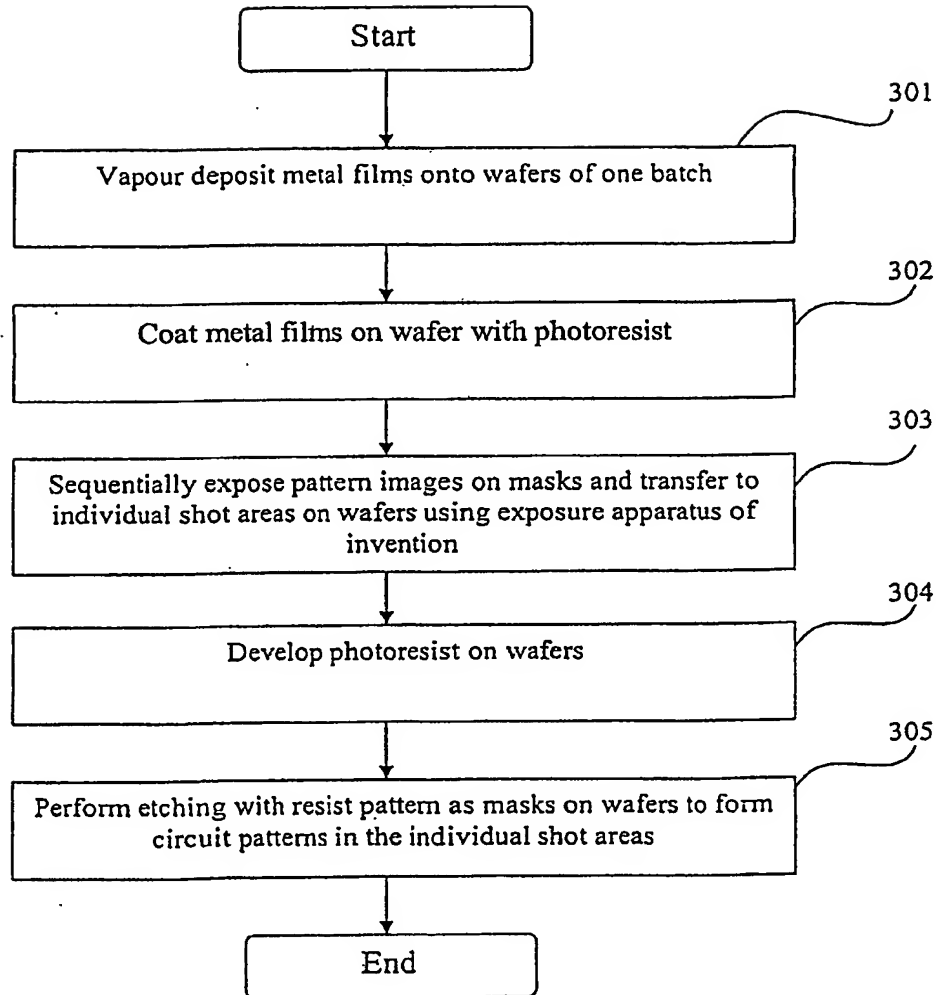 Start
301
Vapour deposit metal films onto wafers of one batch
302
Coat metal films on wafer with photoresist
303
Sequentially expose pattern images on masks and transfer to
individual shot areas on wafers using exposure apparatus of
invention
304
Develop photoresist on wafers
305
Perform etching with resist pattern as masks on wafers to form
circuit patterns in the individual shot areas
End